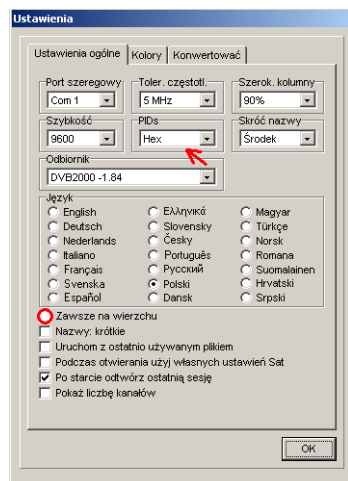 Ustawienia
Ustawienia ogólne Kolory Konwertować
Port szeregowy Toler. częstotl. Szerok. kolumny
Com 1 5 MHz 90%
Szybkość PIDs Skróć nazwy
9600 Hex Środek
Odbiornik
DVB2000 -1.84
Język
English Ελληνικά Magyar
Deutsch Slovensky Türkçe
Nederlands Česky Norsk
Italiano Português Romana
Français Русский Suomalainen
Svenska Polski Hrvatski
Español Dansk Srpski
Zawsze na wierzchu
Nazwy: krótkie
Uruchom z ostatnio używanym plikiem
Podczas otwierania użyj własnych ustawień Sat
Po starcie odtwórz ostatnią sesję
Pokaż liczbę kanałów
OK